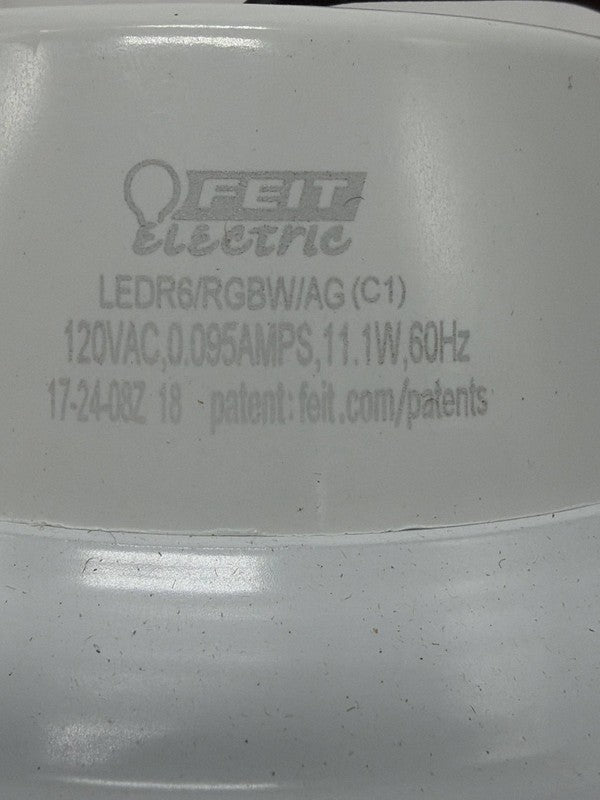 FEIT
Electric
LEDR6/RGBW/AG (C1)
120VAC,0.095AMPS,11.1W,60Hz
17-24-08Z 18 patent: feit.com/patents